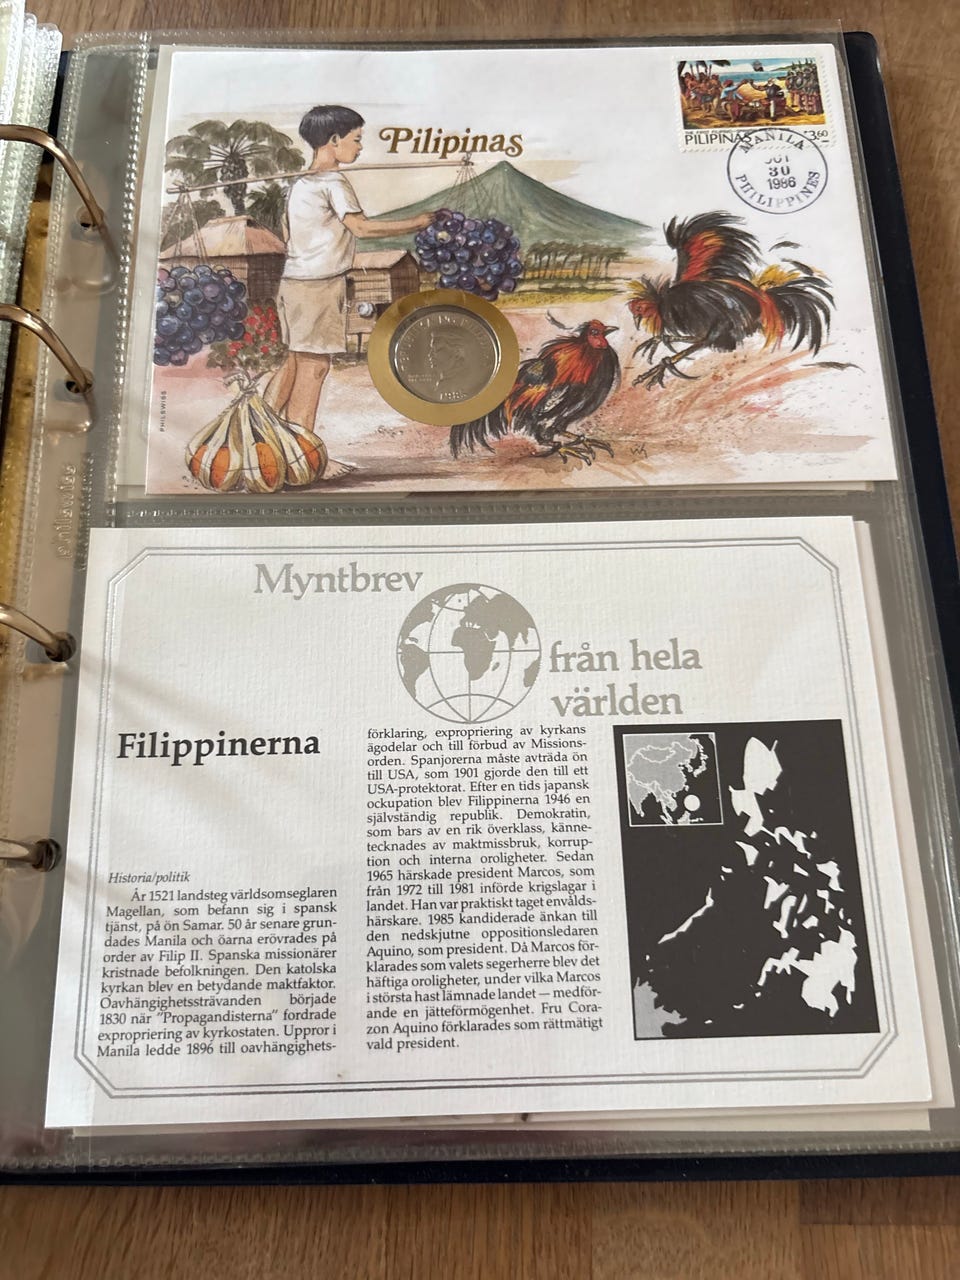 Pilipinas
PILIPINAS 3.60
MANILA
30
1986
PHILIPPINES
PHILSWISS
Myntbrev
från hela
världen
Filippinerna
Historia/politik
År 1521 landsteg världsomseglaren
Magellan, som befann sig i spansk
tjänst, på ön Samar. 50 år senare grun-
dades Manila och öarna erövrades på
order av Filip II. Spanska missionärer
kristnade befolkningen. Den katolska
kyrkan blev en betydande maktfaktor.
Oavhängighetssträvanden började
1830 när "Propagandisterna" fordrade
expropriering av kyrkostaten. Uppror i
Manila ledde 1896 till oavhängighets-
förklaring, expropriering av kyrkans
ägodelar och till förbud av Missions-
orden. Spanjorerna måste avträda ön
till USA, som 1901 gjorde den till ett
USA-protektorat. Efter en tids japansk
ockupation blev Filippinerna 1946 en
självständig republik. Demokratin,
som bars av en rik överklass, känne-
tecknades av maktmissbruk, korrup-
tion och interna oroligheter. Sedan
1965 härskade president Marcos, som
från 1972 till 1981 införde krigslagar i
landet. Han var praktiskt taget envålds-
härskare. 1985 kandiderade änkan till
den nedskjutne oppositionsledaren
Aquino, som president. Då Marcos för-
klarades som valets segerherre blev det
häftiga oroligheter, under vilka Marcos
i största hast lämnade landet — medför-
ande en jätteförmögenhet. Fru Cora-
zon Aquino förklarades som rättmätigt
vald president.